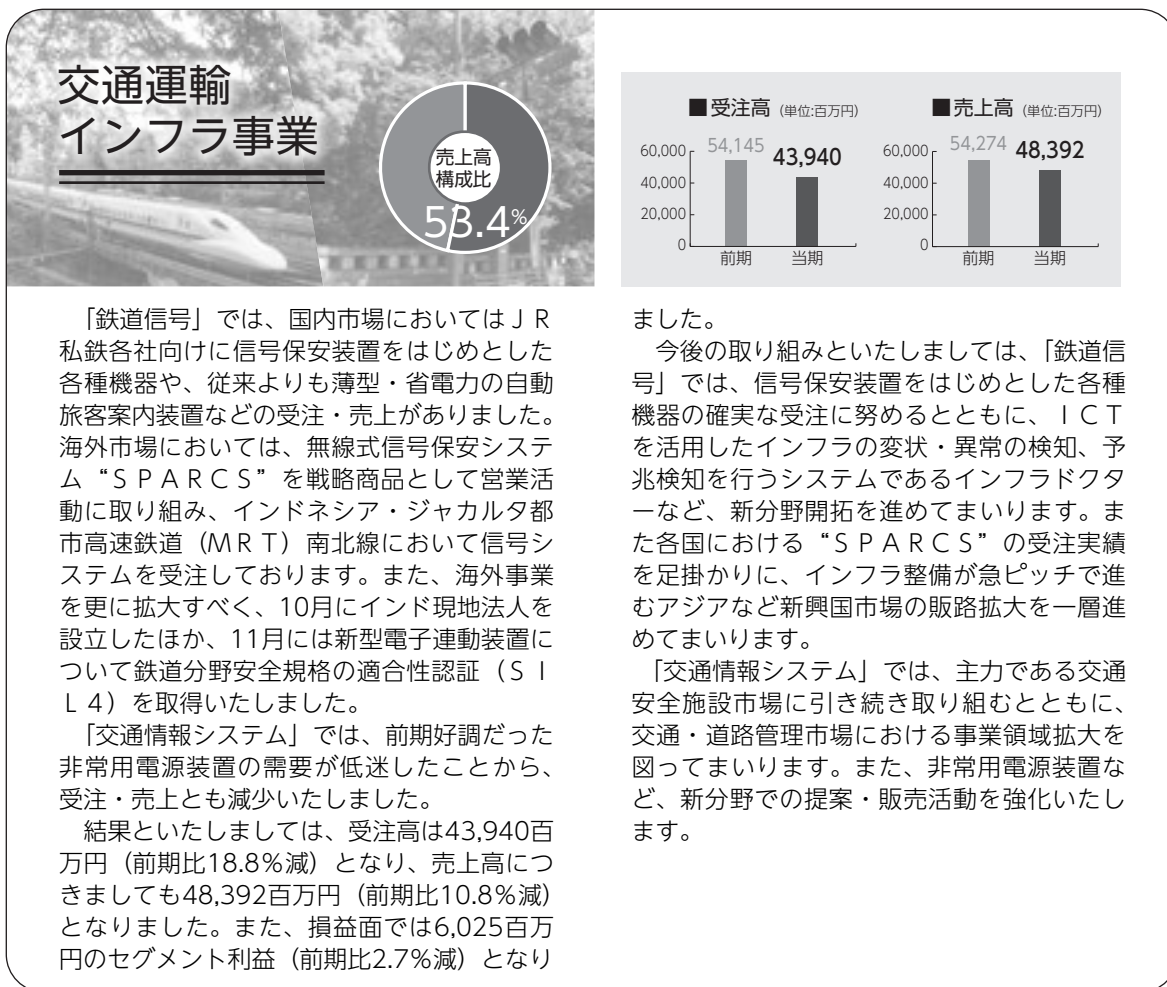 交通運輸
インフラ事業
売上高
構成比
53.4%
■受注高 (単位:百万円)
60,000
40,000
20,000
0
54,145
43,940
前期
当期
■売上高 (単位:百万円)
60,000
40,000
20,000
0
54,274
48,392
前期
当期
「鉄道信号」では、国内市場においてはＪＲ
私鉄各社向けに信号保安装置をはじめとした
各種機器や、従来よりも薄型・省電力の自動
旅客案内装置などの受注・売上がありました。
海外市場においては、無線式信号保安システ
ム“ＳＰＡＲＣＳ”を戦略商品として営業活
動に取り組み、インドネシア・ジャカルタ都
市高速鉄道（ＭＲＴ）南北線において信号シ
ステムを受注しております。また、海外事業
を更に拡大すべく、10月にインド現地法人を
設立したほか、11月には新型電子連動装置に
ついて鉄道分野安全規格の適合性認証（ＳＩ
Ｌ４）を取得いたしました。
「交通情報システム」では、前期好調だった
非常用電源装置の需要が低迷したことから、
受注・売上とも減少いたしました。
結果といたしましては、受注高は43,940百
万円（前期比18.8％減）となり、売上高につ
きましても48,392百万円（前期比10.8％減）
となりました。また、損益面では6,025百万
円のセグメント利益（前期比2.7％減）となり
ました。
今後の取り組みといたしましては、「鉄道信
号」では、信号保安装置をはじめとした各種
機器の確実な受注に努めるとともに、ＩＣＴ
を活用したインフラの変状・異常の検知、予
兆検知を行うシステムであるインフラドクタ
ーなど、新分野開拓を進めてまいります。ま
た各国における“ＳＰＡＲＣＳ”の受注実績
を足掛かりに、インフラ整備が急ピッチで進
むアジアなど新興国市場の販路拡大を一層進
めてまいります。
「交通情報システム」では、主力である交通
安全施設市場に引き続き取り組むとともに、
交通・道路管理市場における事業領域拡大を
図ってまいります。また、非常用電源装置な
ど、新分野での提案・販売活動を強化いたし
ます。